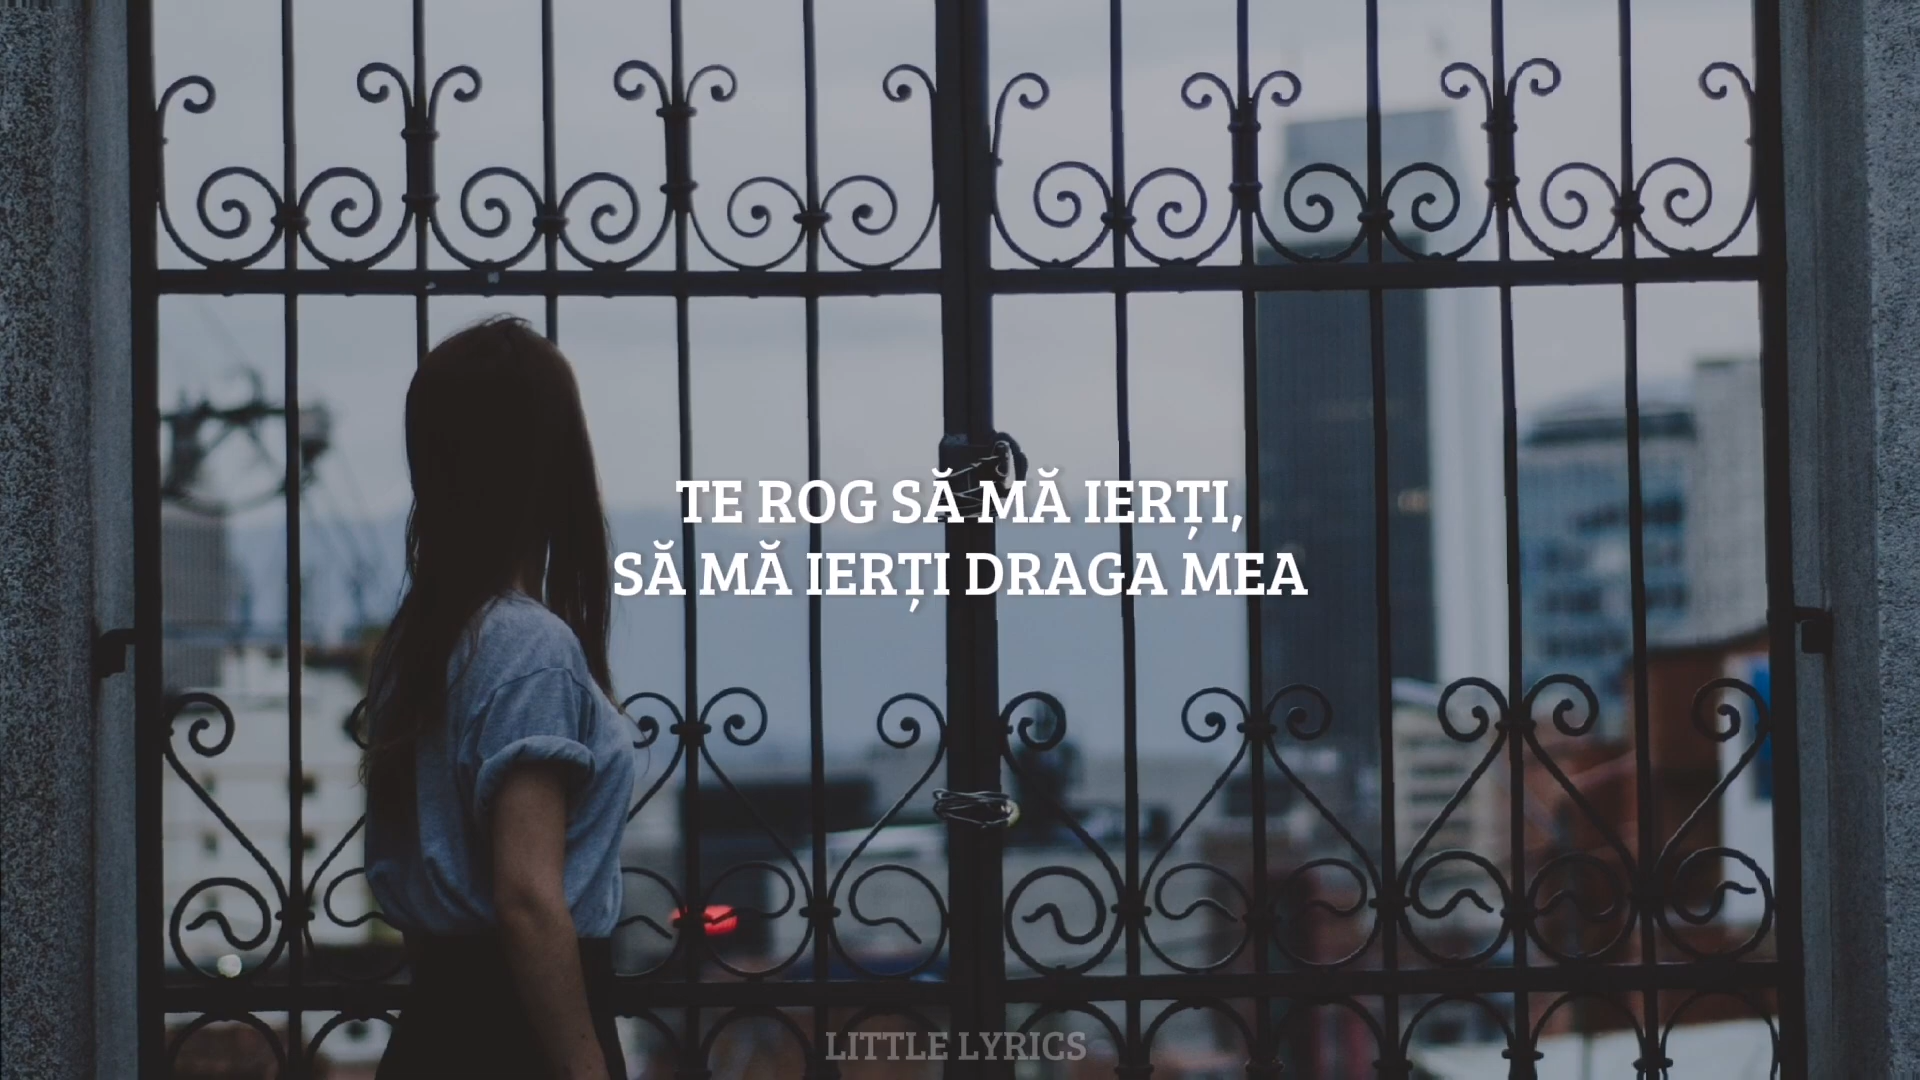 TE ROG SĂ MĂ IERȚI,
SĂ MĂ IERȚI DRAGA MEA
LITTLE LYRICS